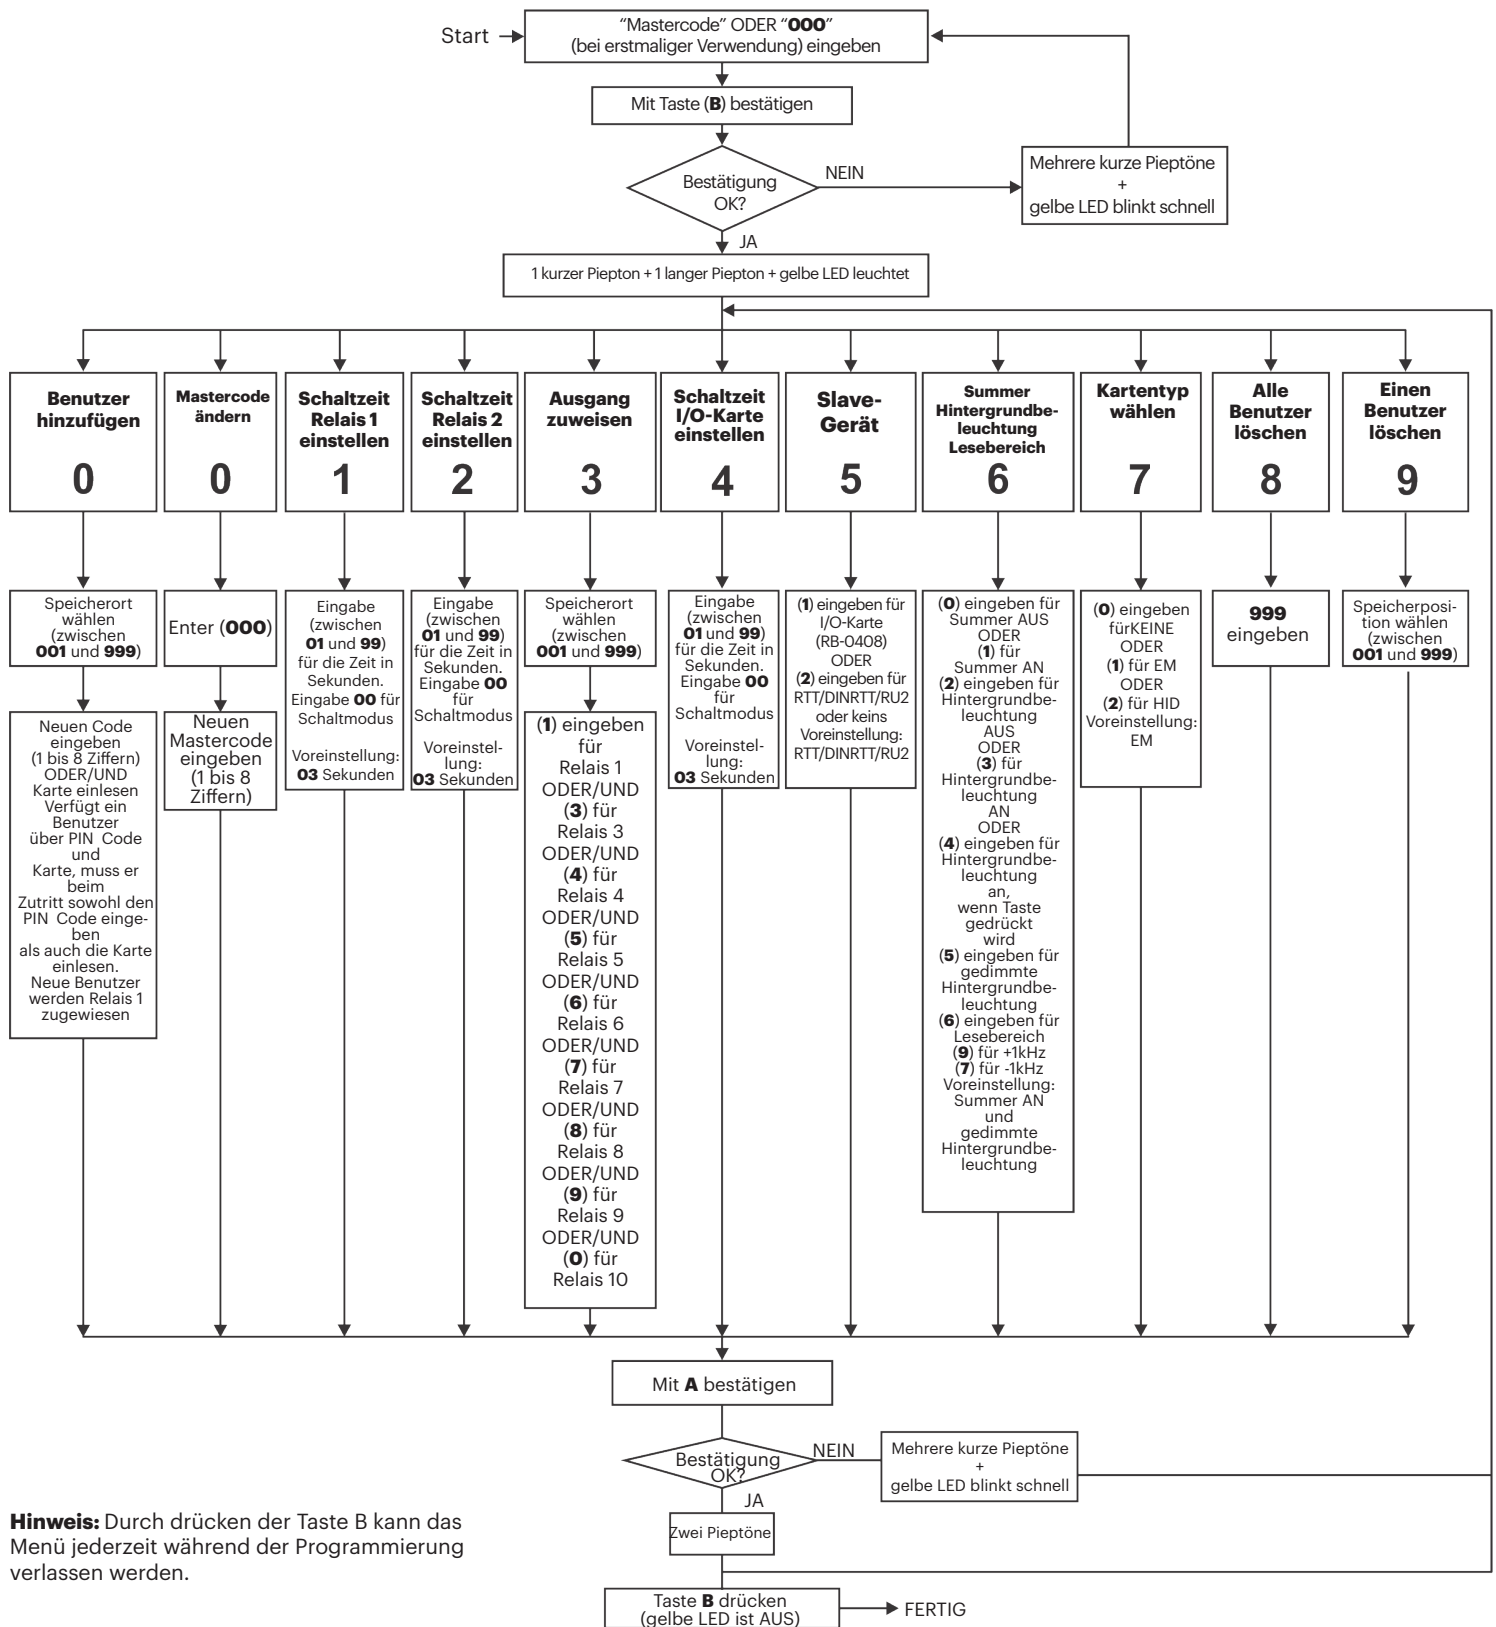 “Mastercode” ODER “000”
(bei erstmaliger Verwendung) eingeben
Start
Mit Taste (B) bestätigen
Bestätigung
OK?
NEIN
Mehrere kurze Pieptöne
+
gelbe LED blinkt schnell
JA
1 kurzer Piepton + 1 langer Piepton + gelbe LED leuchtet
Benutzer
hinzufügen
0
Mastercode
ändern
0
Schaltzeit
Relais 1
einstellen
1
Schaltzeit
Relais 2
einstellen
2
Ausgang
zuweisen
3
Schaltzeit
I/O-Karte
einstellen
4
Slave-
Gerät
5
Summer
Hintergrundbe-
leuchtung
Lesebereich
6
Kartentyp
wählen
7
Alle
Benutzer
löschen
8
Einen
Benutzer
löschen
9
Speicherort
wählen
(zwischen
001 und 999)
Neuen Code
eingeben
(1 bis 8 Ziffern)
ODER/UND
Karte einlesen
Verfügt ein
Benutzer
über PIN Code
und
Karte, muss er
beim
Zutritt sowohl den
PIN Code einge-
ben
als auch die Karte
einlesen.
Neue Benutzer
werden Relais 1
zugewiesen
Enter (000)
Neuen
Mastercode
eingeben
(1 bis 8
Ziffern)
Eingabe
(zwischen
01 und 99)
für die Zeit in
Sekunden.
Eingabe 00 für
Schaltmodus
Voreinstellung:
03 Sekunden
Eingabe
(zwischen
01 und 99)
für die Zeit in
Sekunden.
Eingabe 00
für
Schaltmodus
Voreinstel-
lung:
03 Sekunden
Speicherort
wählen
(zwischen
001 und 999)
(1) eingeben
für
Relais 1
ODER/UND
(3) für
Relais 3
ODER/UND
(4) für
Relais 4
ODER/UND
(5) für
Relais 5
ODER/UND
(6) für
Relais 6
ODER/UND
(7) für
Relais 7
ODER/UND
(8) für
Relais 8
ODER/UND
(9) für
Relais 9
ODER/UND
(0) für
Relais 10
Eingabe
(zwischen
01 und 99)
für die Zeit in
Sekunden.
Eingabe 00
für
Schaltmodus
Voreinstel-
lung:
03 Sekunden
(1) eingeben für
I/O-Karte
(RB-0408)
ODER
(2) eingeben für
RTT/DINRTT/RU2
oder keins
Voreinstellung:
RTT/DINRTT/RU2
(0) eingeben für
Summer AUS
ODER
(1) für
Summer AN
(2) eingeben für
Hintergrundbe-
leuchtung
AUS
ODER
(3) für
Hintergrundbe-
leuchtung
AN
ODER
(4) eingeben für
Hintergrundbe-
leuchtung
an,
wenn Taste
gedrückt
wird
(5) eingeben für
gedimmte
Hintergrundbe-
leuchtung
(6) eingeben für
Lesebereich
(9) für +1kHz
(7) für -1kHz
Voreinstellung:
Summer AN
und
gedimmte
Hintergrundbe-
leuchtung
(0) eingeben
fürKEINE
ODER
(1) für EM
ODER
(2) für HID
Voreinstellung:
EM
999
eingeben
Speicherposi-
tion wählen
(zwischen
001 und 999)
Mit A bestätigen
Bestätigung
OK?
NEIN
Mehrere kurze Pieptöne
+
gelbe LED blinkt schnell
JA
Zwei Pieptöne
Taste B drücken
(gelbe LED ist AUS)
FERTIG
Hinweis: Durch drücken der Taste B kann das
Menü jederzeit während der Programmierung
verlassen werden.